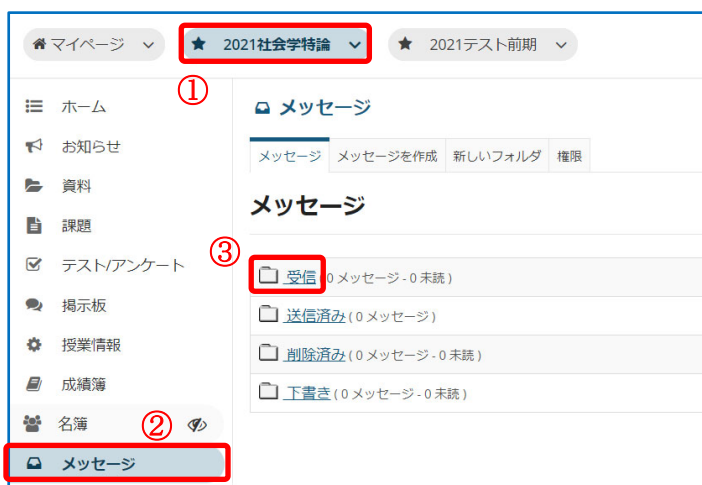 マイページ 2021社会学特論 2021テスト前期
①
ホーム
お知らせ
資料
課題
テスト/アンケート
掲示板
授業情報
成績簿
名簿
②
メッセージ
メッセージ
メッセージ メッセージを作成 新しいフォルダ 権限
メッセージ
③
受信 (0 メッセージ - 0 未読)
送信済み (0 メッセージ)
削除済み (0 メッセージ - 0 未読)
下書き (0 メッセージ - 0 未読)